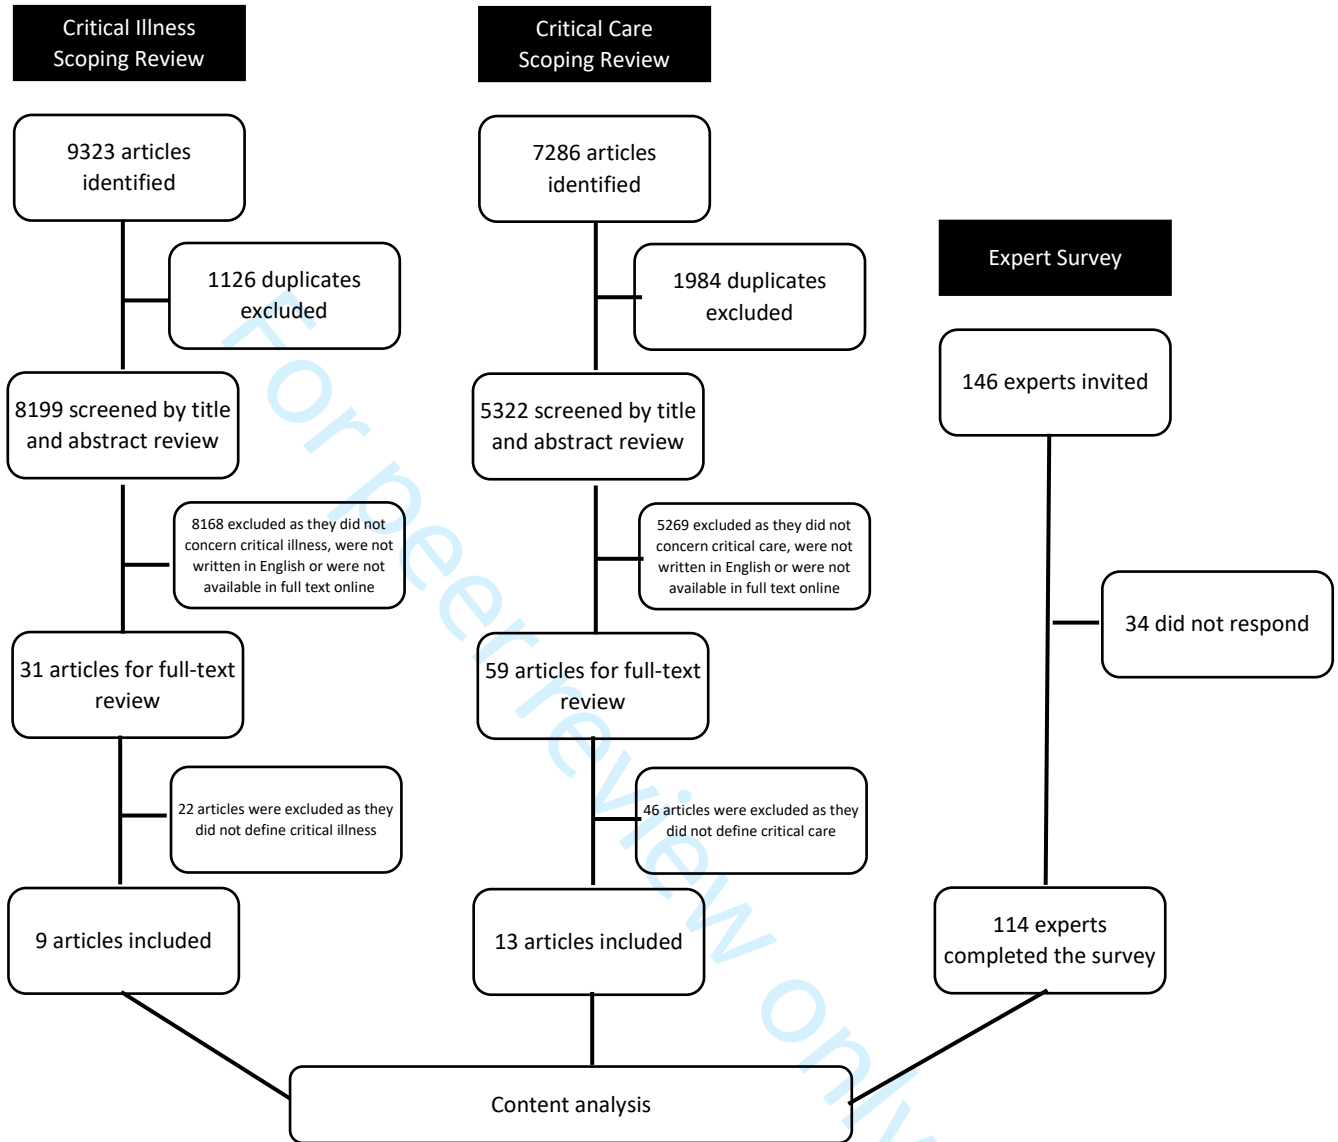 Critical Illness
Scoping Review
9323 articles
identified
1126 duplicates
excluded
8199 screened by title
and abstract review
8168 excluded as they did not
concern critical illness, were not
written in English or were not
available in full text online
31 articles for full-text
review
22 articles were excluded as they
did not define critical illness
9 articles included
Critical Care
Scoping Review
7286 articles
identified
1984 duplicates
excluded
5322 screened by title
and abstract review
5269 excluded as they did not
concern critical care, were not
written in English or were not
available in full text online
59 articles for full-text
review
46 articles were excluded as they
did not define critical care
13 articles included
Expert Survey
146 experts invited
34 did not respond
114 experts
completed the survey
Content analysis
For peer review only